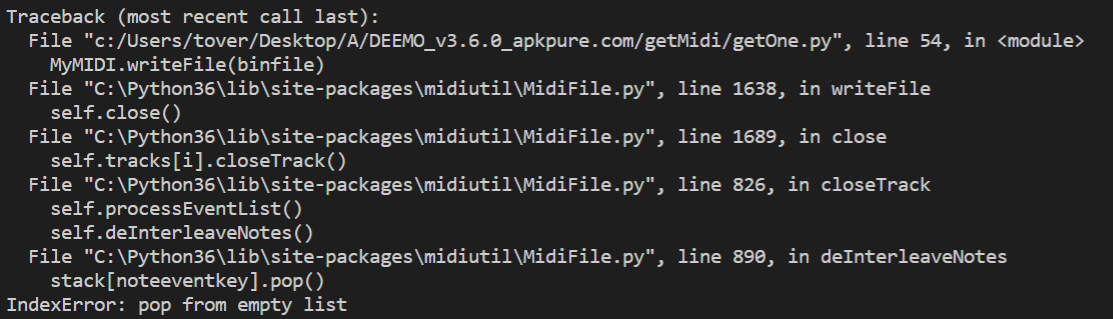 Traceback (most recent call last):
  File "c:/Users/tover/Desktop/A/DEEMO_v3.6.0_apkpure.com/getMidi/getOne.py", line 54, in <module>
    MyMIDI.writeFile(binfile)
  File "C:\Python36\lib\site-packages\midiutil\MidiFile.py", line 1638, in writeFile
    self.close()
  File "C:\Python36\lib\site-packages\midiutil\MidiFile.py", line 1689, in close
    self.tracks[i].closeTrack()
  File "C:\Python36\lib\site-packages\midiutil\MidiFile.py", line 826, in closeTrack
    self.processEventList()
    self.deInterleaveNotes()
  File "C:\Python36\lib\site-packages\midiutil\MidiFile.py", line 890, in deInterleaveNotes
    stack[noteeventkey].pop()
IndexError: pop from empty list